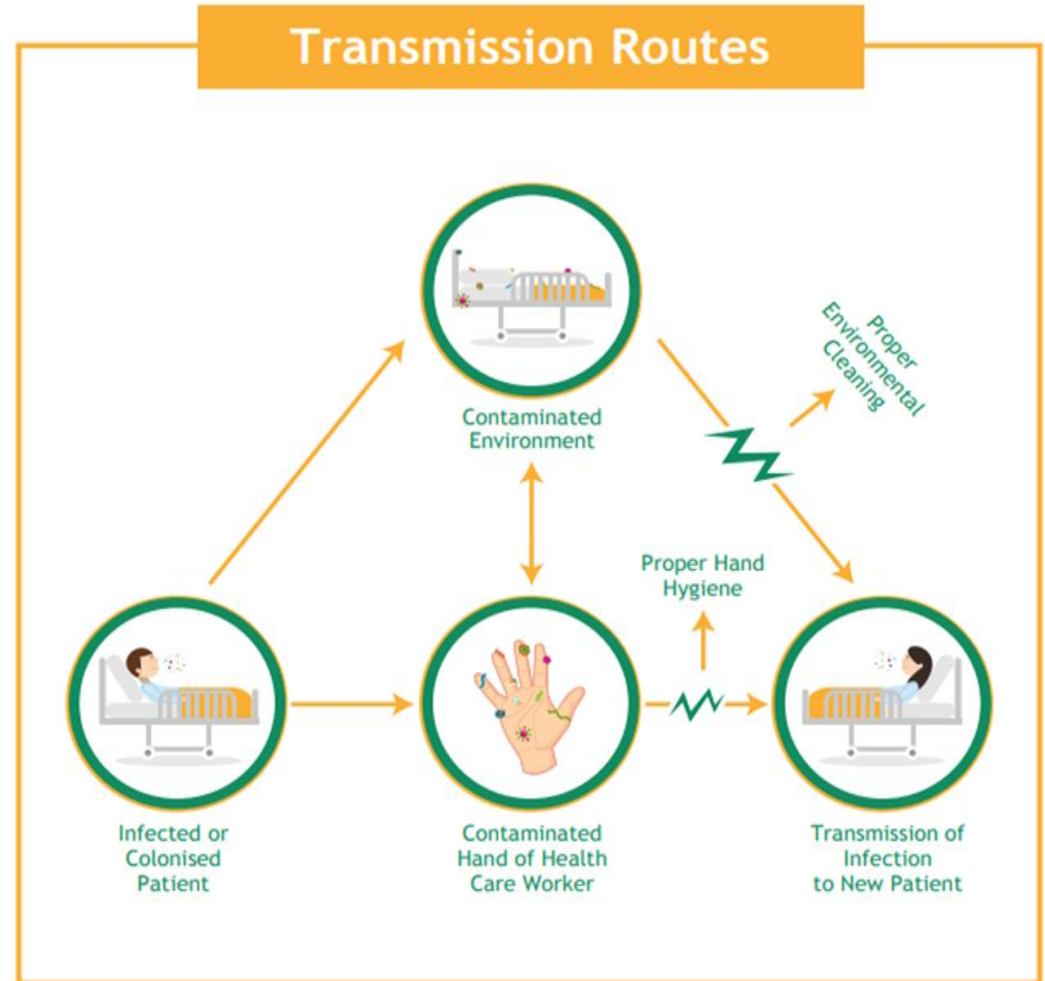 Transmission Routes
Proper
Environmental
Cleaning
Contaminated
Environment
Proper Hand
Hygiene
Infected or
Colonised
Patient
Contaminated
Hand of Health
Care Worker
Transmission of
Infection
to New Patient